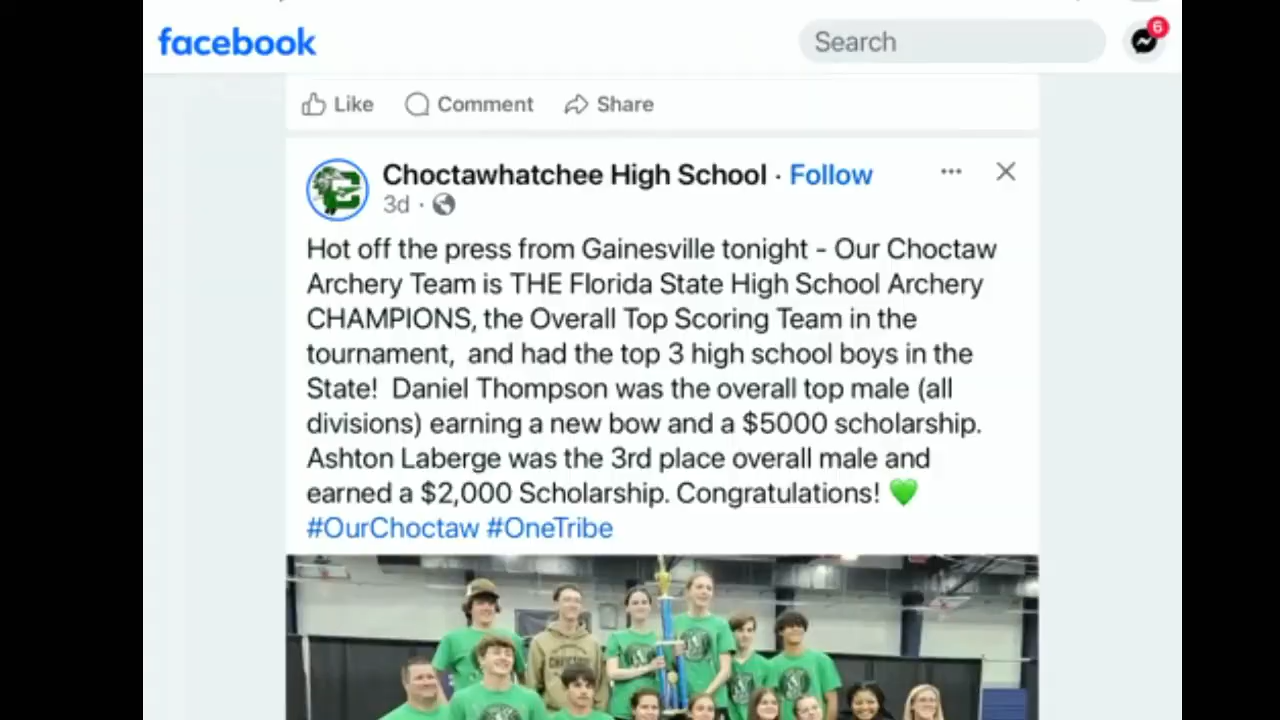 facebook
Search
6
Like Comment Share
Choctawhatchee High School · Follow
3d ·
Hot off the press from Gainesville tonight - Our Choctaw
Archery Team is THE Florida State High School Archery
CHAMPIONS, the Overall Top Scoring Team in the
tournament,  and had the top 3 high school boys in the
State!  Daniel Thompson was the overall top male (all
divisions) earning a new bow and a $5000 scholarship.
Ashton Laberge was the 3rd place overall male and
earned a $2,000 Scholarship. Congratulations! 💚
#OurChoctaw #OneTribe